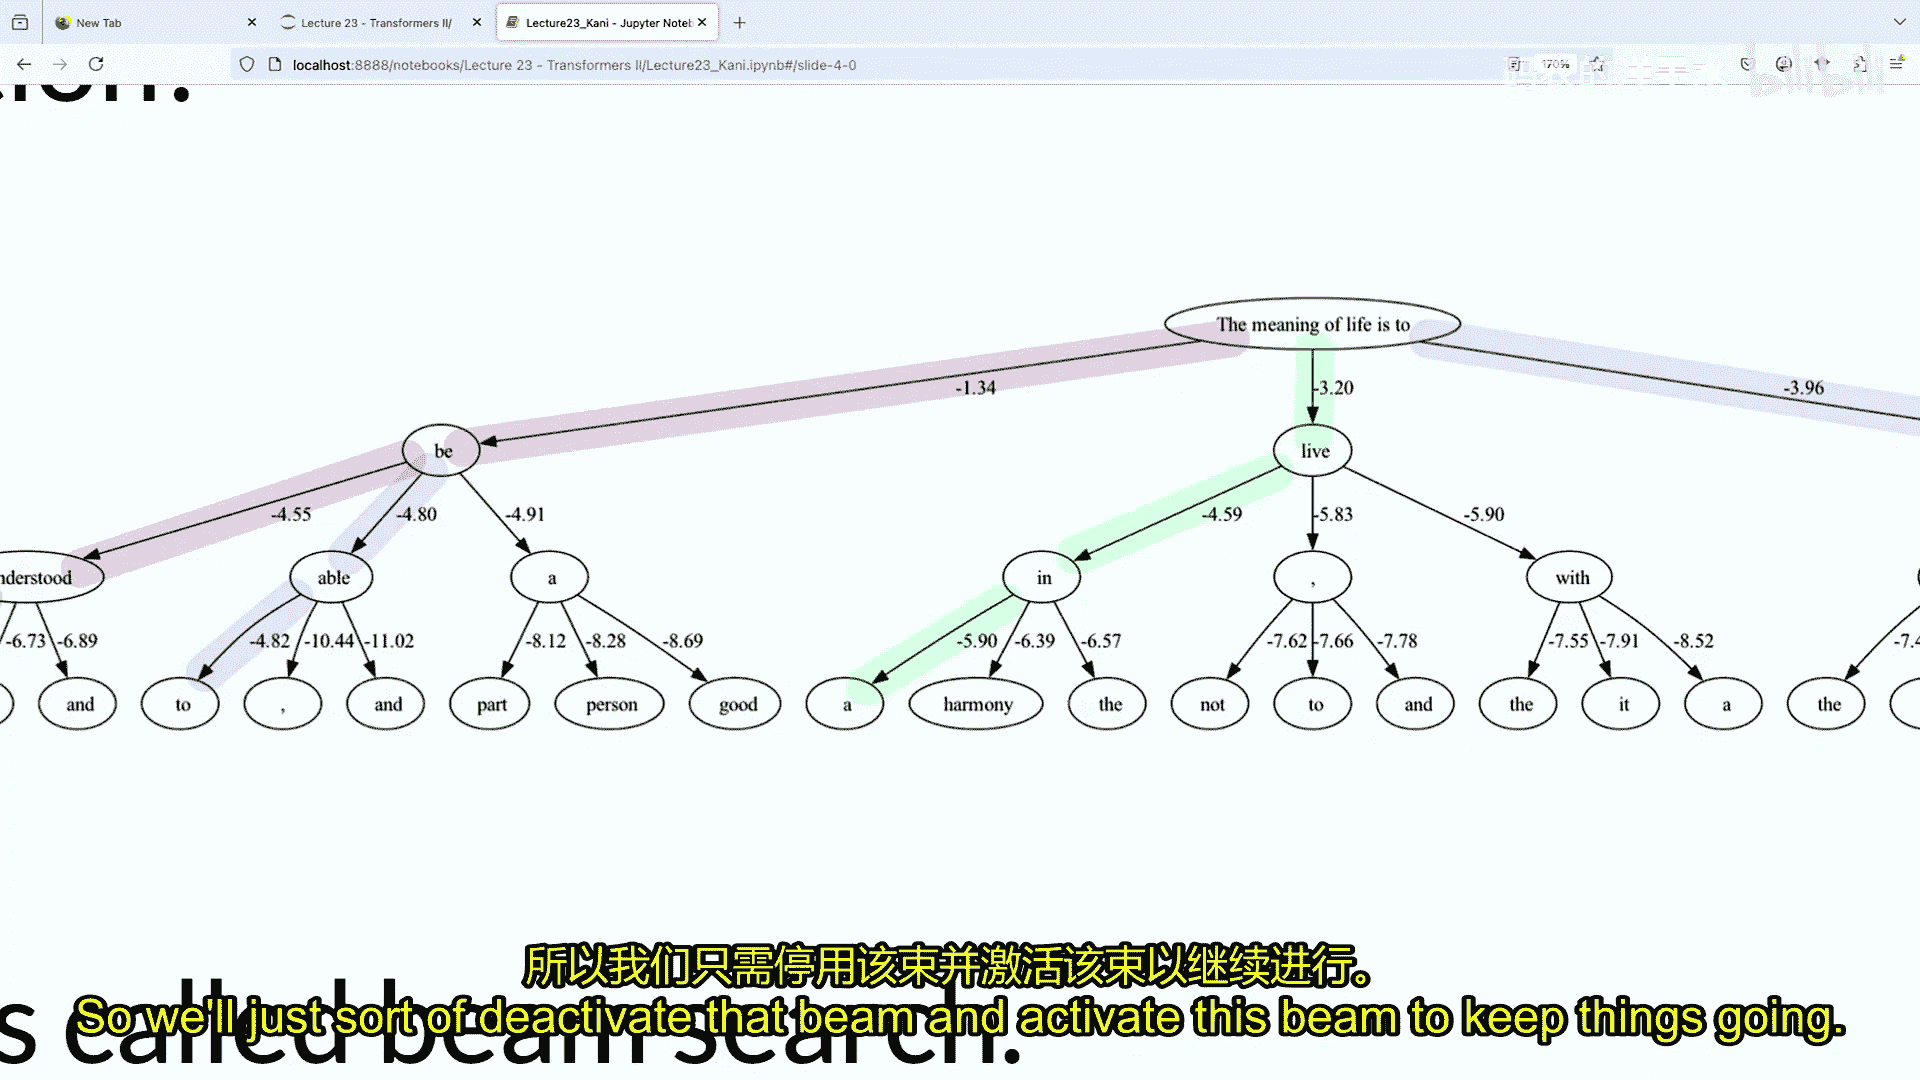 New Tab
Lecture 23 - Transformers II/
Lecture23_Kani - Jupyter Noteb
localhost:8888/notebooks/Lecture 23 - Transformers II/Lecture23_Kani.ipynb#/slide-4-0
170%
bilibili
The meaning of life is to
-1.34
-3.20
-3.96
be
live
-4.55
-4.80
-4.91
-4.59
-5.83
-5.90
nderstood
able
a
in
,
with
-6.73
-6.89
-4.82
-10.44
-11.02
-8.12
-8.28
-8.69
-5.90
-6.39
-6.57
-7.62
-7.66
-7.78
-7.55
-7.91
-8.52
-7.4
and
to
,
and
part
person
good
a
harmony
the
not
to
and
the
it
a
the
所以我们只需停用该束并激活该束以继续进行。
So we'll just sort of deactivate that beam and activate this beam to keep things going.
s called beam search.